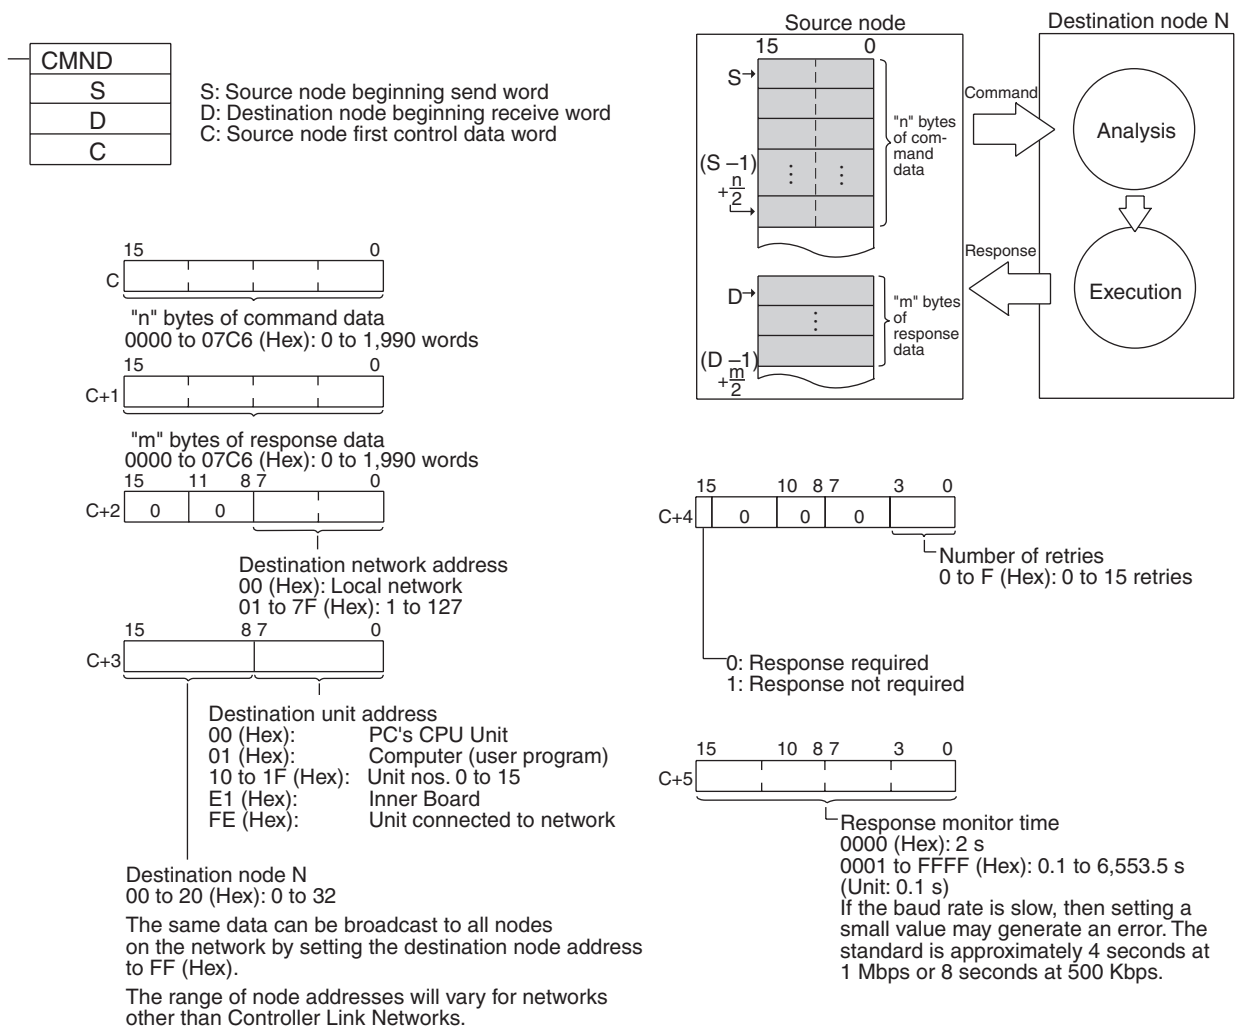 CMND
S
D
C
S: Source node beginning send word
D: Destination node beginning receive word
C: Source node first control data word
Source node
15 0
S
(S –1)
+n/2
"n" bytes
of com-
mand
data
D
(D –1)
+m/2
"m" bytes
of
response
data
Command
Response
Destination node N
Analysis
Execution
15 0
C
"n" bytes of command data
0000 to 07C6 (Hex): 0 to 1,990 words
15 0
C+1
"m" bytes of response data
0000 to 07C6 (Hex): 0 to 1,990 words
15 11 8 7 0
C+2 0 0
Destination network address
00 (Hex): Local network
01 to 7F (Hex): 1 to 127
15 8 7 0
C+3
Destination unit address
00 (Hex): PC's CPU Unit
01 (Hex): Computer (user program)
10 to 1F (Hex): Unit nos. 0 to 15
E1 (Hex): Inner Board
FE (Hex): Unit connected to network
Destination node N
00 to 20 (Hex): 0 to 32
The same data can be broadcast to all nodes
on the network by setting the destination node address
to FF (Hex).
The range of node addresses will vary for networks
other than Controller Link Networks.
15 10 8 7 3 0
C+4 0 0 0
Number of retries
0 to F (Hex): 0 to 15 retries
0: Response required
1: Response not required
15 10 8 7 3 0
C+5
Response monitor time
0000 (Hex): 2 s
0001 to FFFF (Hex): 0.1 to 6,553.5 s
(Unit: 0.1 s)
If the baud rate is slow, then setting a
small value may generate an error. The
standard is approximately 4 seconds at
1 Mbps or 8 seconds at 500 Kbps.